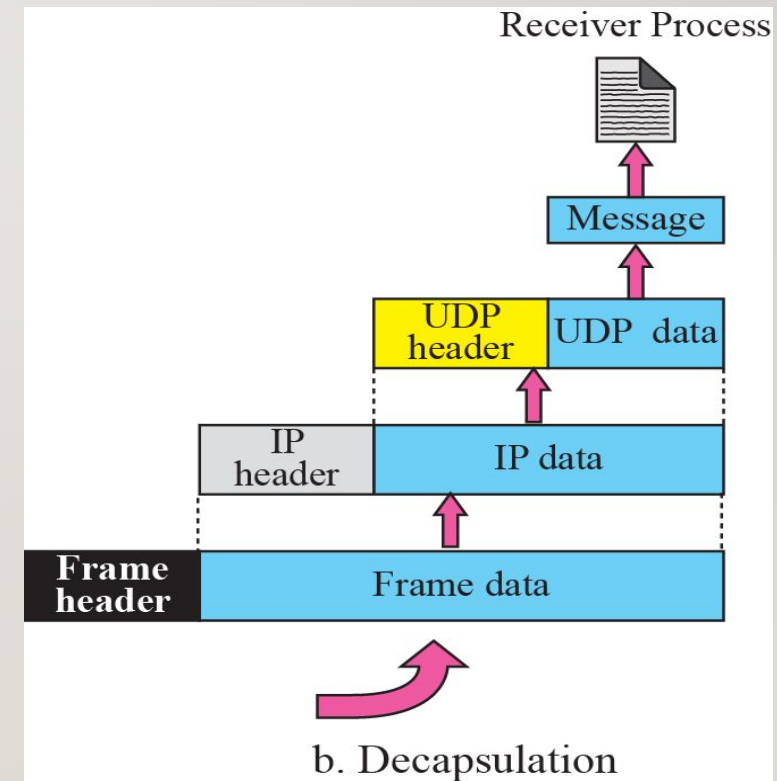 Receiver Process
Message
UDP
header
UDP data
IP
header
IP data
Frame
header
Frame data
b. Decapsulation